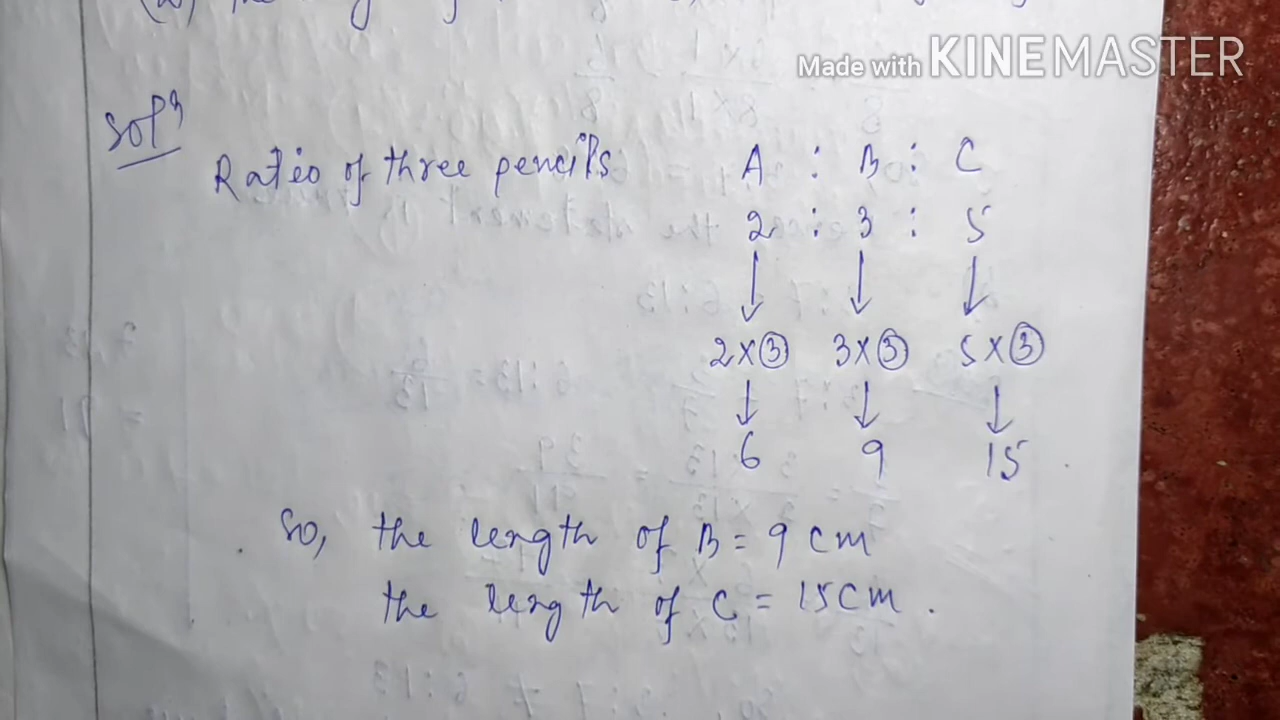 Made with KINEMASTER
Solⁿ
Ratio of three pencils A : B : C
2 : 3 : 5
↓ ↓ ↓
2×③ 3×③ 5×③
↓ ↓ ↓
6 9 15
So, the length of B = 9 cm
the length of C = 15 cm.